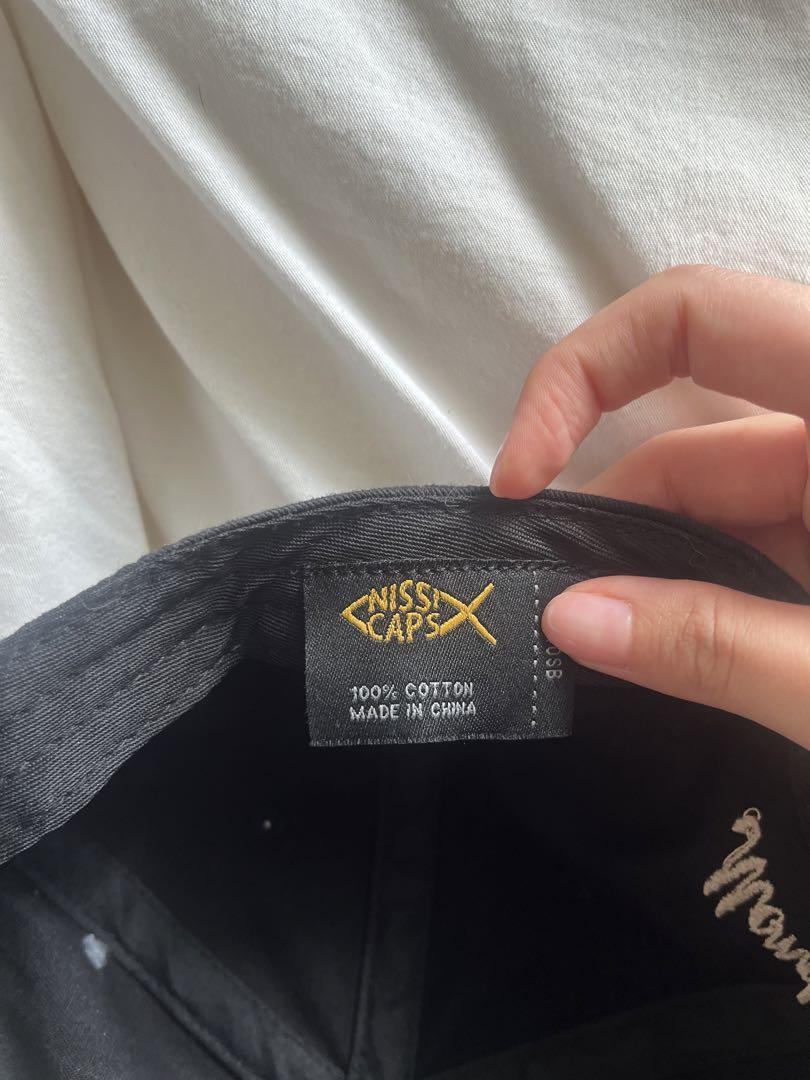 NISSI
CAPS
100% COTTON
MADE IN CHINA